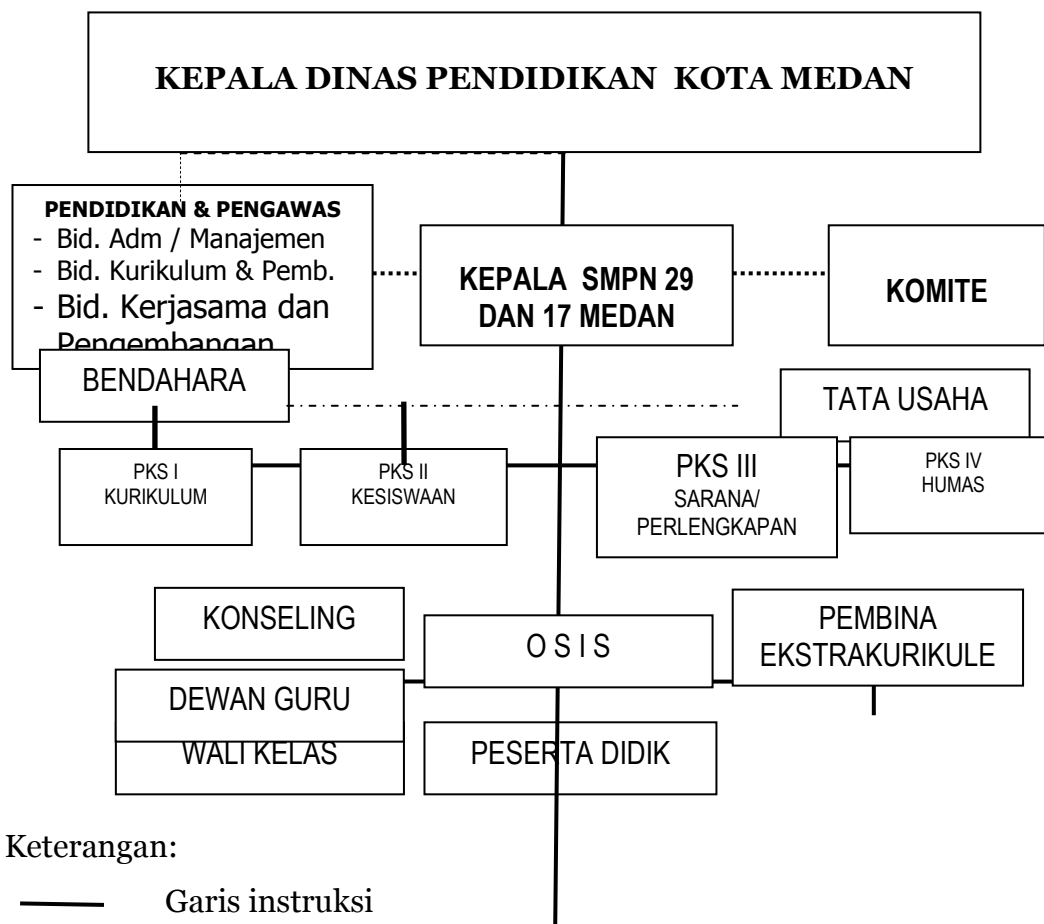 KEPALA DINAS PENDIDIKAN KOTA MEDAN
PENDIDIKAN & PENGAWAS
- Bid. Adm / Manajemen
- Bid. Kurikulum & Pemb.
- Bid. Kerjasama dan
Pengembangan
KEPALA SMPN 29
DAN 17 MEDAN
KOMITE
BENDAHARA
TATA USAHA
PKS I
KURIKULUM
PKS II
KESISWAAN
PKS III
SARANA/
PERLENGKAPAN
PKS IV
HUMAS
KONSELING
O S I S
PEMBINA
EKSTRAKURIKULE
DEWAN GURU
WALI KELAS
PESERTA DIDIK
Keterangan:
Garis instruksi